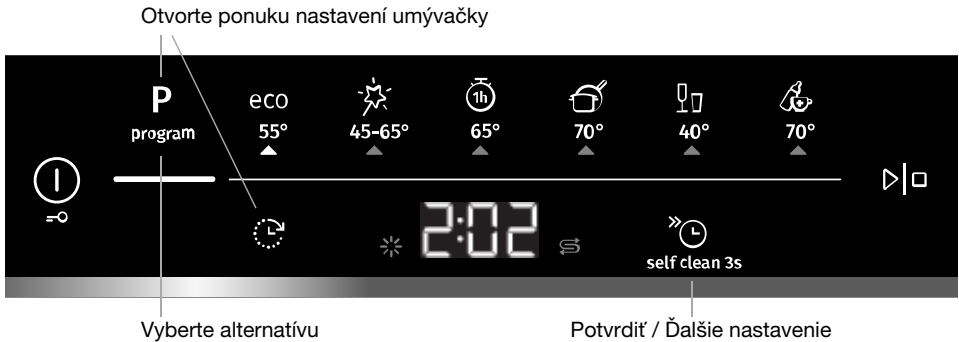 Otvorte ponuku nastavení umývačky
P
program
eco
55°
45-65°
1h
65°
70°
40°
70°
2:02
self clean 3s
Vyberte alternatívu
Potvrdiť / Ďalšie nastavenie